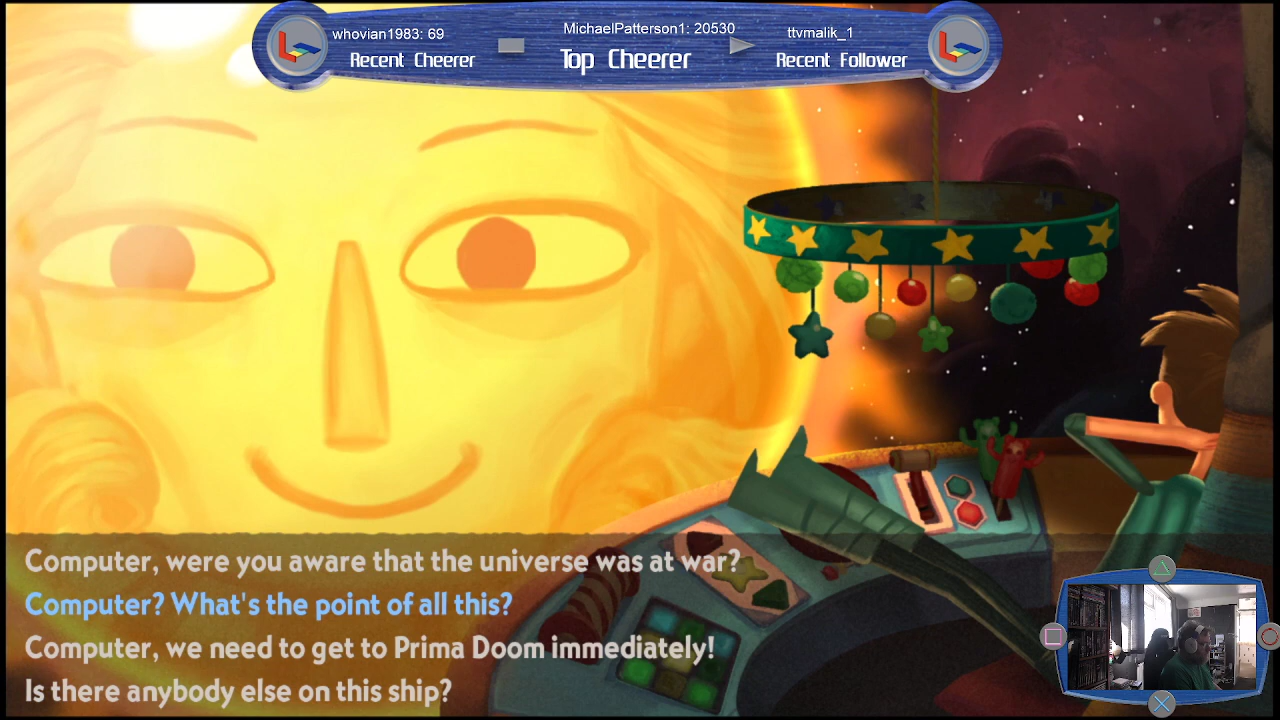 whovian1983: 69
Recent Cheerer
MichaelPatterson1: 20530
Top Cheerer
ttvmalik_1
Recent Follower
Computer, were you aware that the universe was at war?
Computer? What's the point of all this?
Computer, we need to get to Prima Doom immediately!
Is there anybody else on this ship?